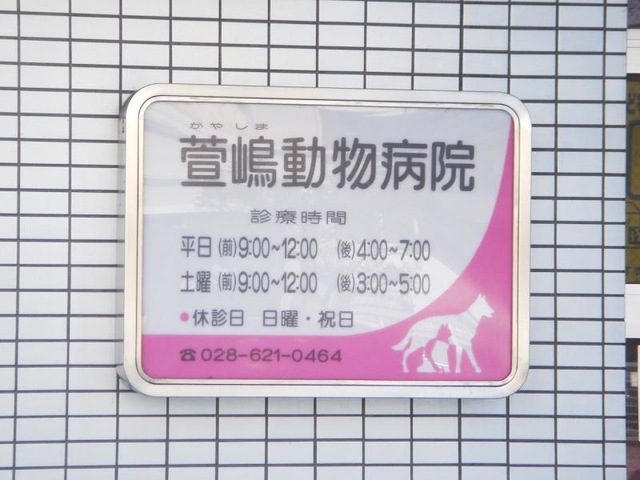 かやしま
萱嶋動物病院
診療時間
平日(前)9:00~12:00 (後)4:00~7:00
土曜(前)9:00~12:00 (後)3:00~5:00
●休診日 日曜・祝日
☎028-621-0464